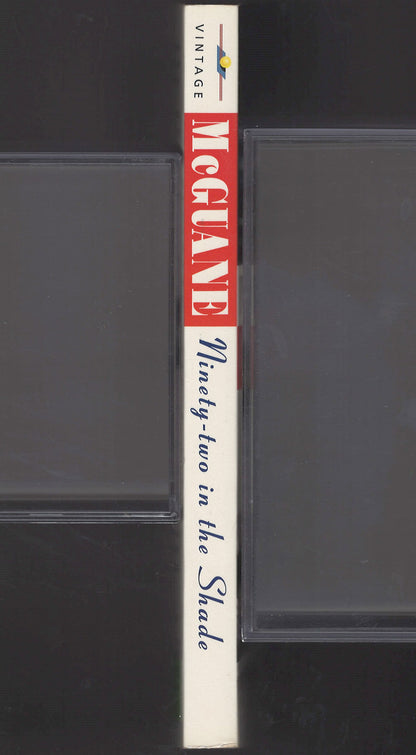 VINTAGE
McGUANE
Ninety-two in the Shade